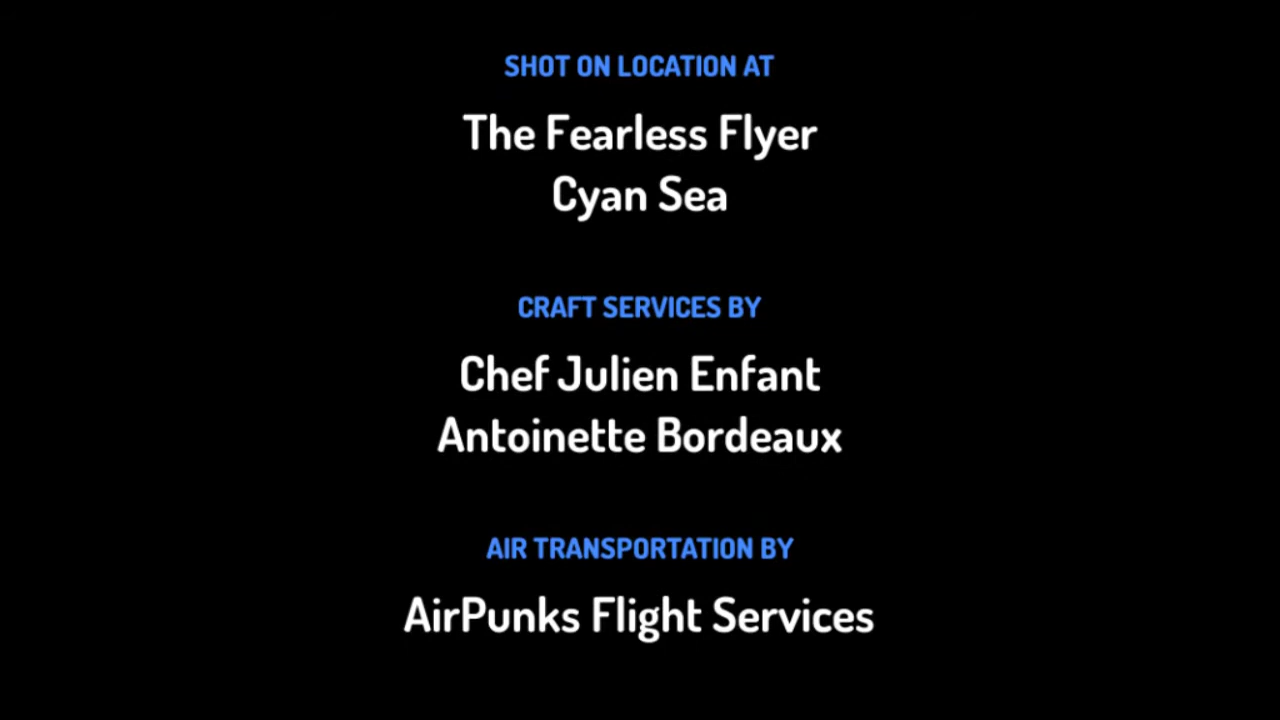 SHOT ON LOCATION AT
The Fearless Flyer
Cyan Sea
CRAFT SERVICES BY
Chef Julien Enfant
Antoinette Bordeaux
AIR TRANSPORTATION BY
AirPunks Flight Services